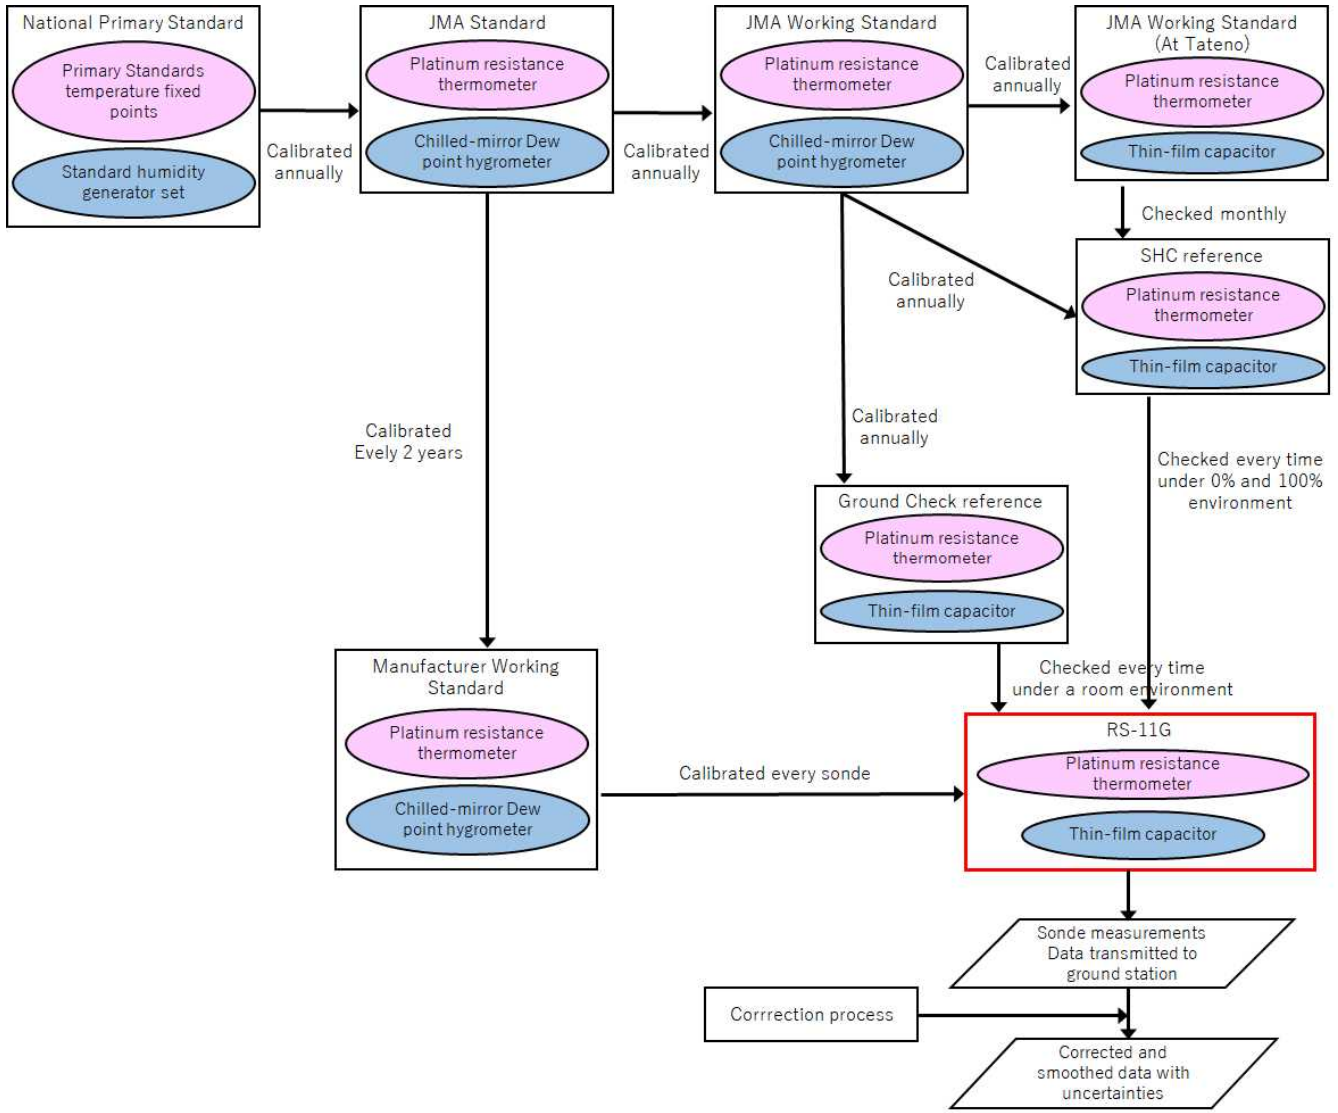 National Primary Standard
Primary Standards
temperature fixed
points
Standard humidity
generator set
Calibrated
annually
JMA Standard
Platinum resistance
thermometer
Chilled-mirror Dew
point hygrometer
Calibrated
annually
JMA Working Standard
Platinum resistance
thermometer
Chilled-mirror Dew
point hygrometer
Calibrated
annually
JMA Working Standard
(At Tateno)
Platinum resistance
thermometer
Thin-film capacitor
Checked monthly
SHC reference
Platinum resistance
thermometer
Thin-film capacitor
Calibrated
annually
Calibrated
annually
Calibrated
Evely 2 years
Checked every time
under 0% and 100%
environment
Ground Check reference
Platinum resistance
thermometer
Thin-film capacitor
Checked every time
under a room environment
Manufacturer Working
Standard
Platinum resistance
thermometer
Chilled-mirror Dew
point hygrometer
Calibrated every sonde
RS-11G
Platinum resistance
thermometer
Thin-film capacitor
Sonde measurements
Data transmitted to
ground station
Corrrection process
Corrected and
smoothed data with
uncertainties